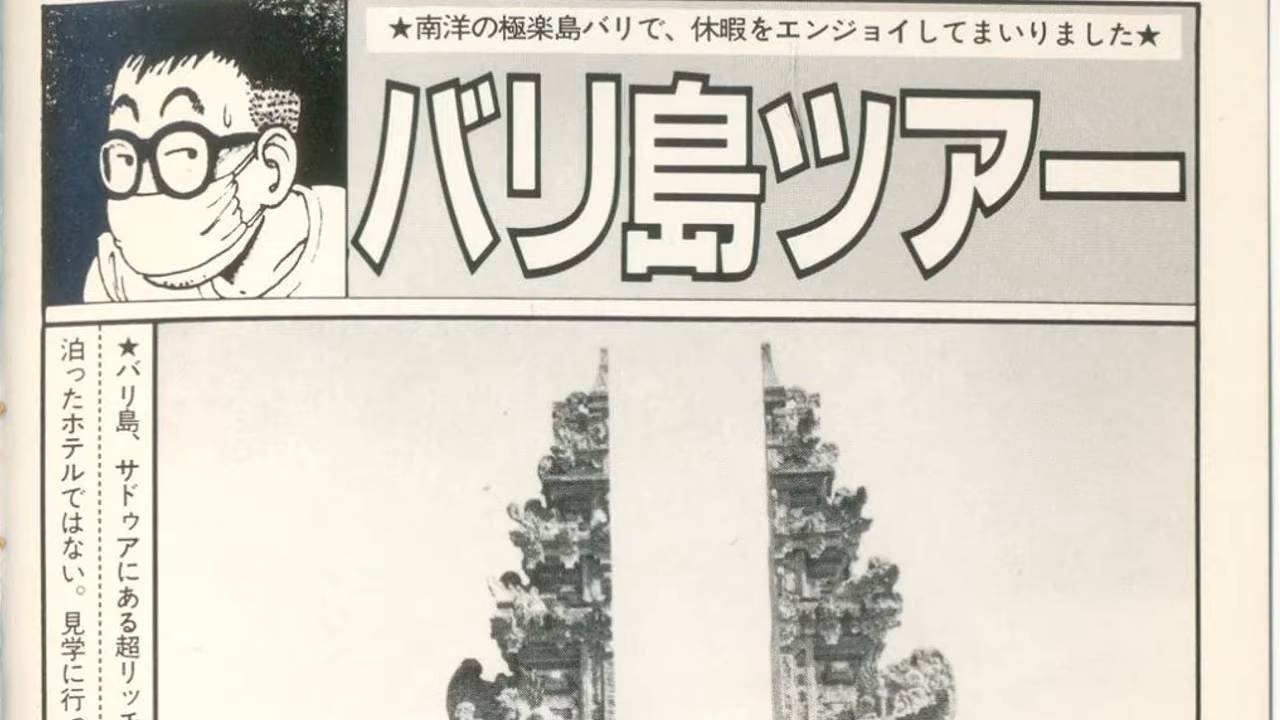 ★南洋の極楽島バリで、休暇をエンジョイしてまいりました★
バリ島ツアー
★バリ島、サドゥアにある超リッチ
泊ったホテルではない。見学に行っ